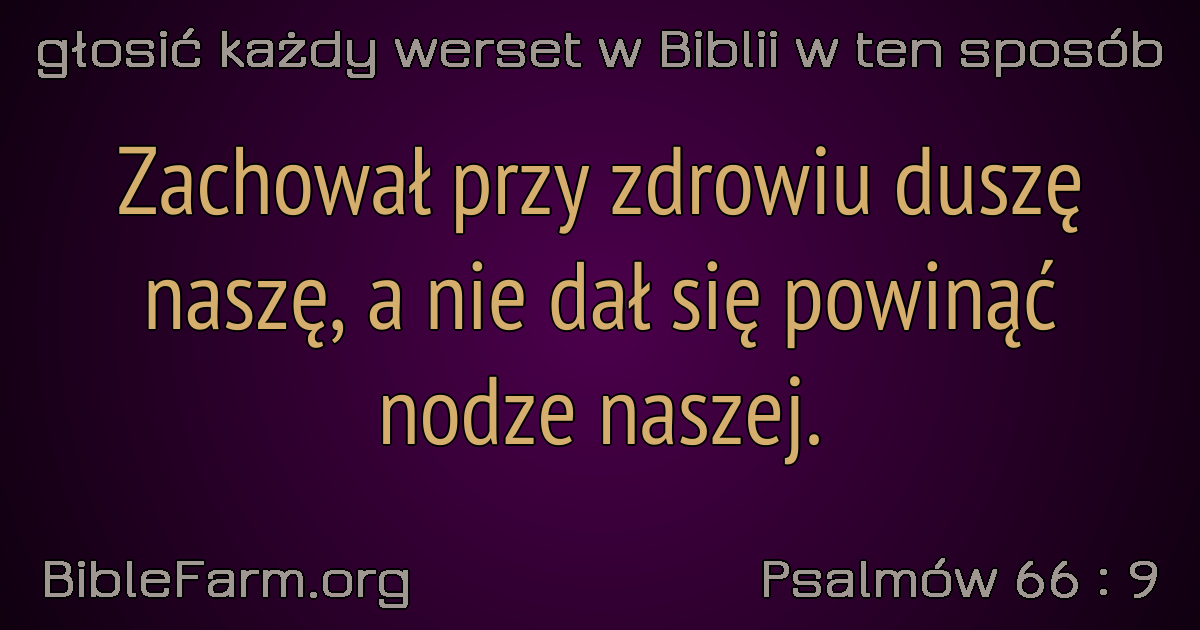 głosić każdy werset w Biblii w ten sposób
Zachował przy zdrowiu duszę
naszę, a nie dał się powinąć
nodze naszej.
BibleFarm.org
Psalmów 66 : 9